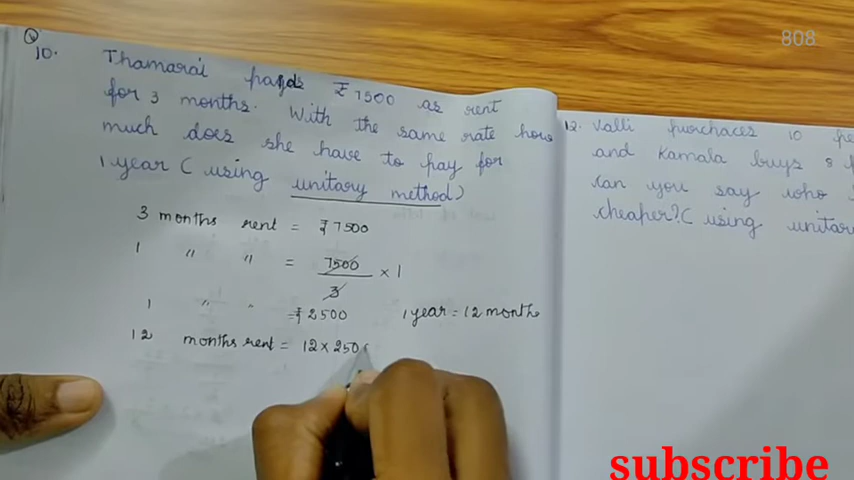 808
Q
10. Thamarai pays ₹7500 as rent
for 3 months. With the same rate how
much does she have to pay for
1 year ( using unitary method)
3 months rent = ₹7500
1 " " = 7500/3 × 1
1 " " = ₹2500 1 year = 12 months
12 months rent = 12 × 250
12. Valli purchaces 10 pe
and Kamala buys 8
can you say who
cheaper? ( using unitar
subscribe